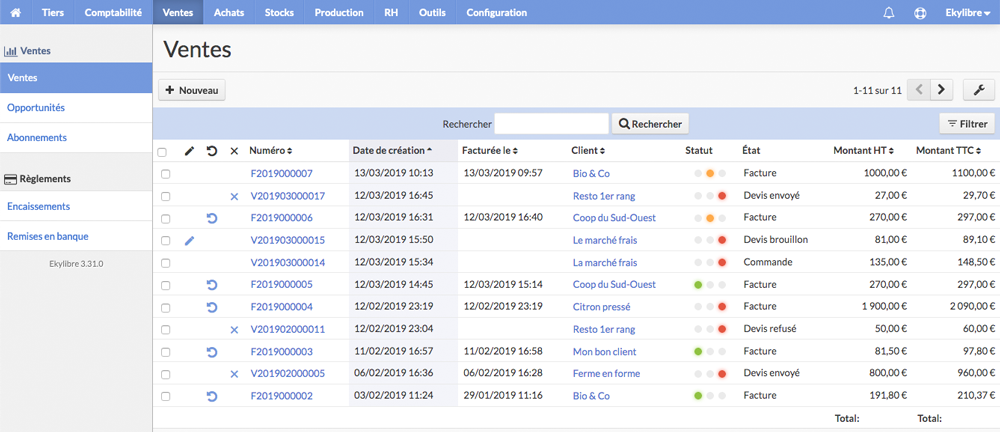 Tiers Comptabilité Ventes Achats Stocks Production RH Outils Configuration Ekylibre
Ventes
Ventes
Opportunités
Abonnements
Règlements
Encaissements
Remises en banque
Ekylibre 3.31.0
Ventes
Nouveau 1-11 sur 11
Rechercher Rechercher Filtrer
Numéro Date de création Facturée le Client Statut État Montant HT Montant TTC
F2019000007 13/03/2019 10:13 13/03/2019 09:57 Bio & Co Facture 1000,00 € 1100,00 €
V201903000017 12/03/2019 16:45 Resto 1er rang Devis envoyé 27,00 € 29,70 €
F2019000006 12/03/2019 16:31 12/03/2019 16:40 Coop du Sud-Ouest Facture 270,00 € 297,00 €
V201903000015 12/03/2019 15:50 Le marché frais Devis brouillon 81,00 € 89,10 €
V201903000014 12/03/2019 15:34 La marché frais Commande 135,00 € 148,50 €
F2019000005 12/03/2019 14:45 12/03/2019 15:14 Coop du Sud-Ouest Facture 270,00 € 297,00 €
F2019000004 12/02/2019 23:19 12/02/2019 23:19 Citron pressé Facture 1 900,00 € 2 090,00 €
V201902000011 12/02/2019 23:04 Resto 1er rang Devis refusé 50,00 € 60,00 €
F2019000003 11/02/2019 16:57 11/02/2019 16:58 Mon bon client Facture 81,50 € 97,80 €
V201902000005 06/02/2019 16:36 06/02/2019 16:28 Ferme en forme Devis envoyé 800,00 € 960,00 €
F2019000002 03/02/2019 11:24 29/01/2019 11:16 Bio & Co Facture 191,80 € 210,37 €
Total: Total: